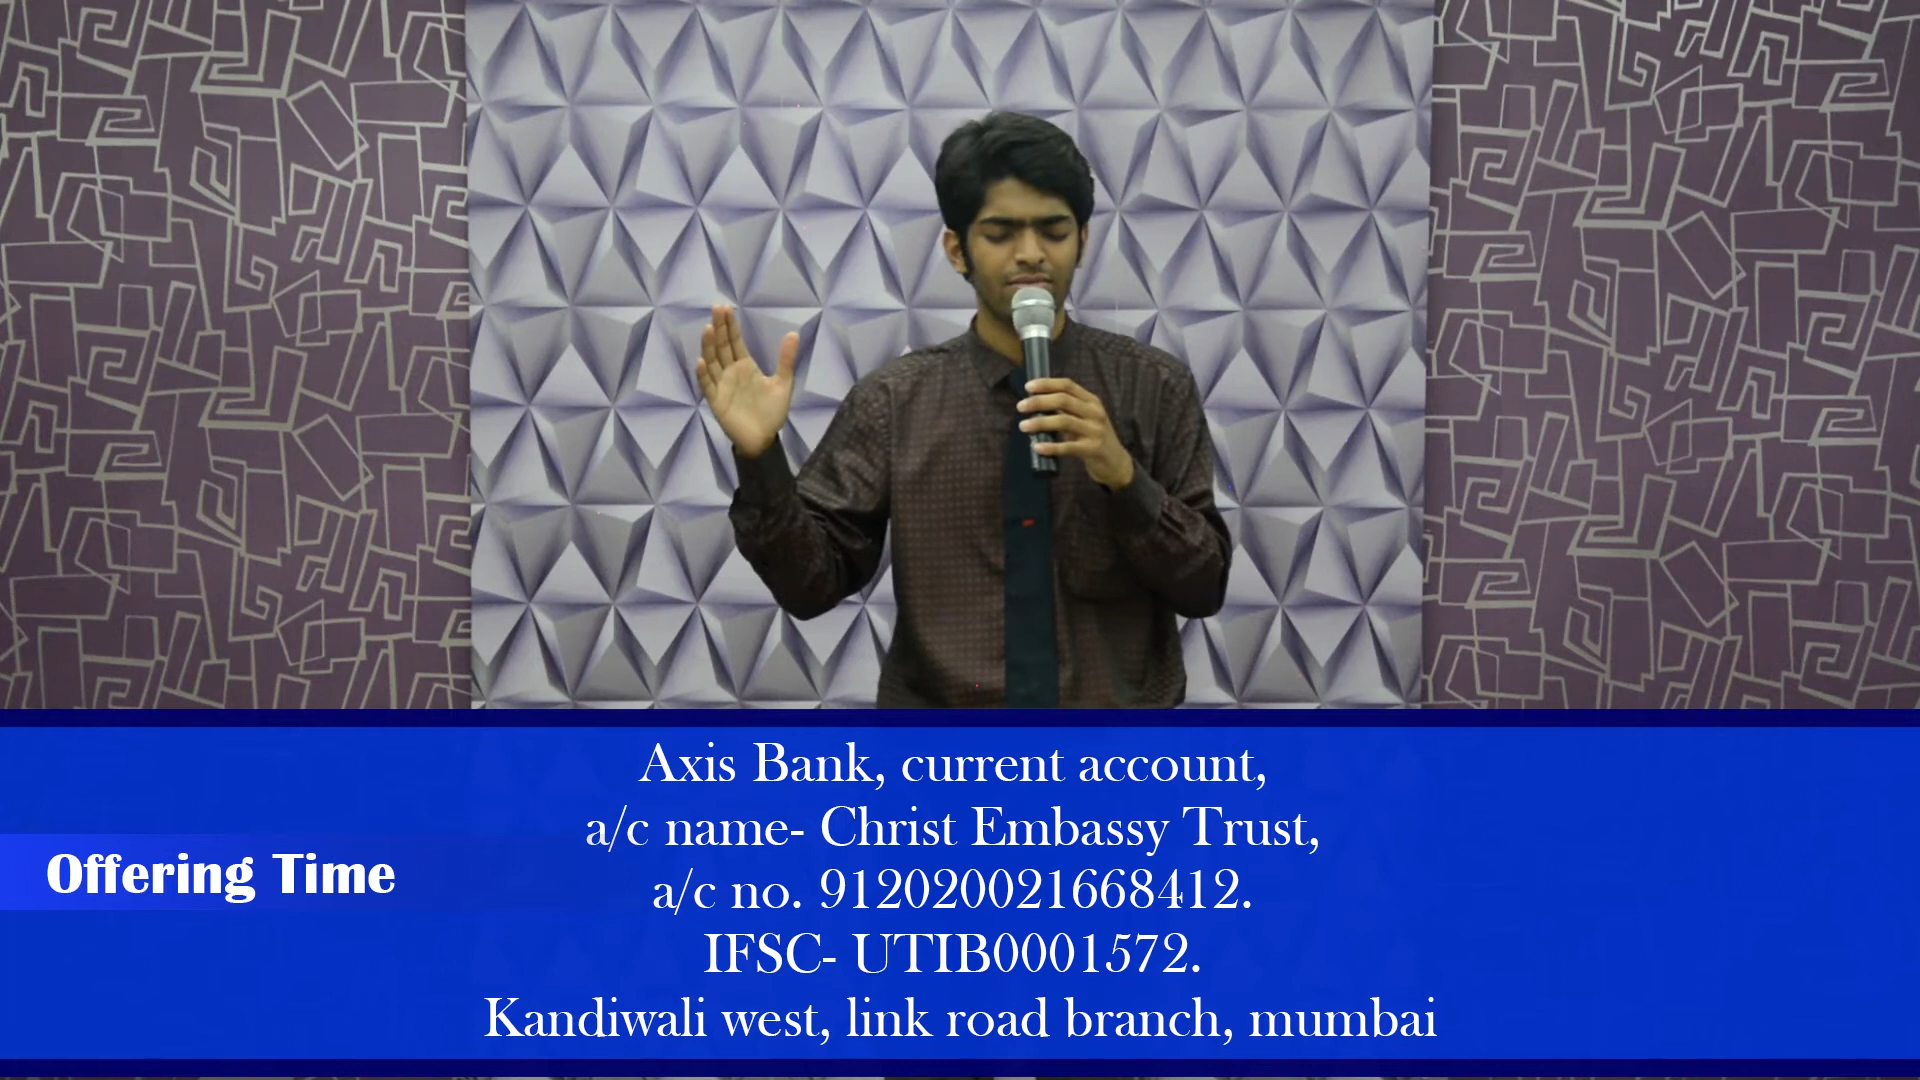 Axis Bank, current account,
a/c name- Christ Embassy Trust,
Offering Time
a/c no. 912020021668412.
IFSC- UTIB0001572.
Kandiwali west, link road branch, mumbai